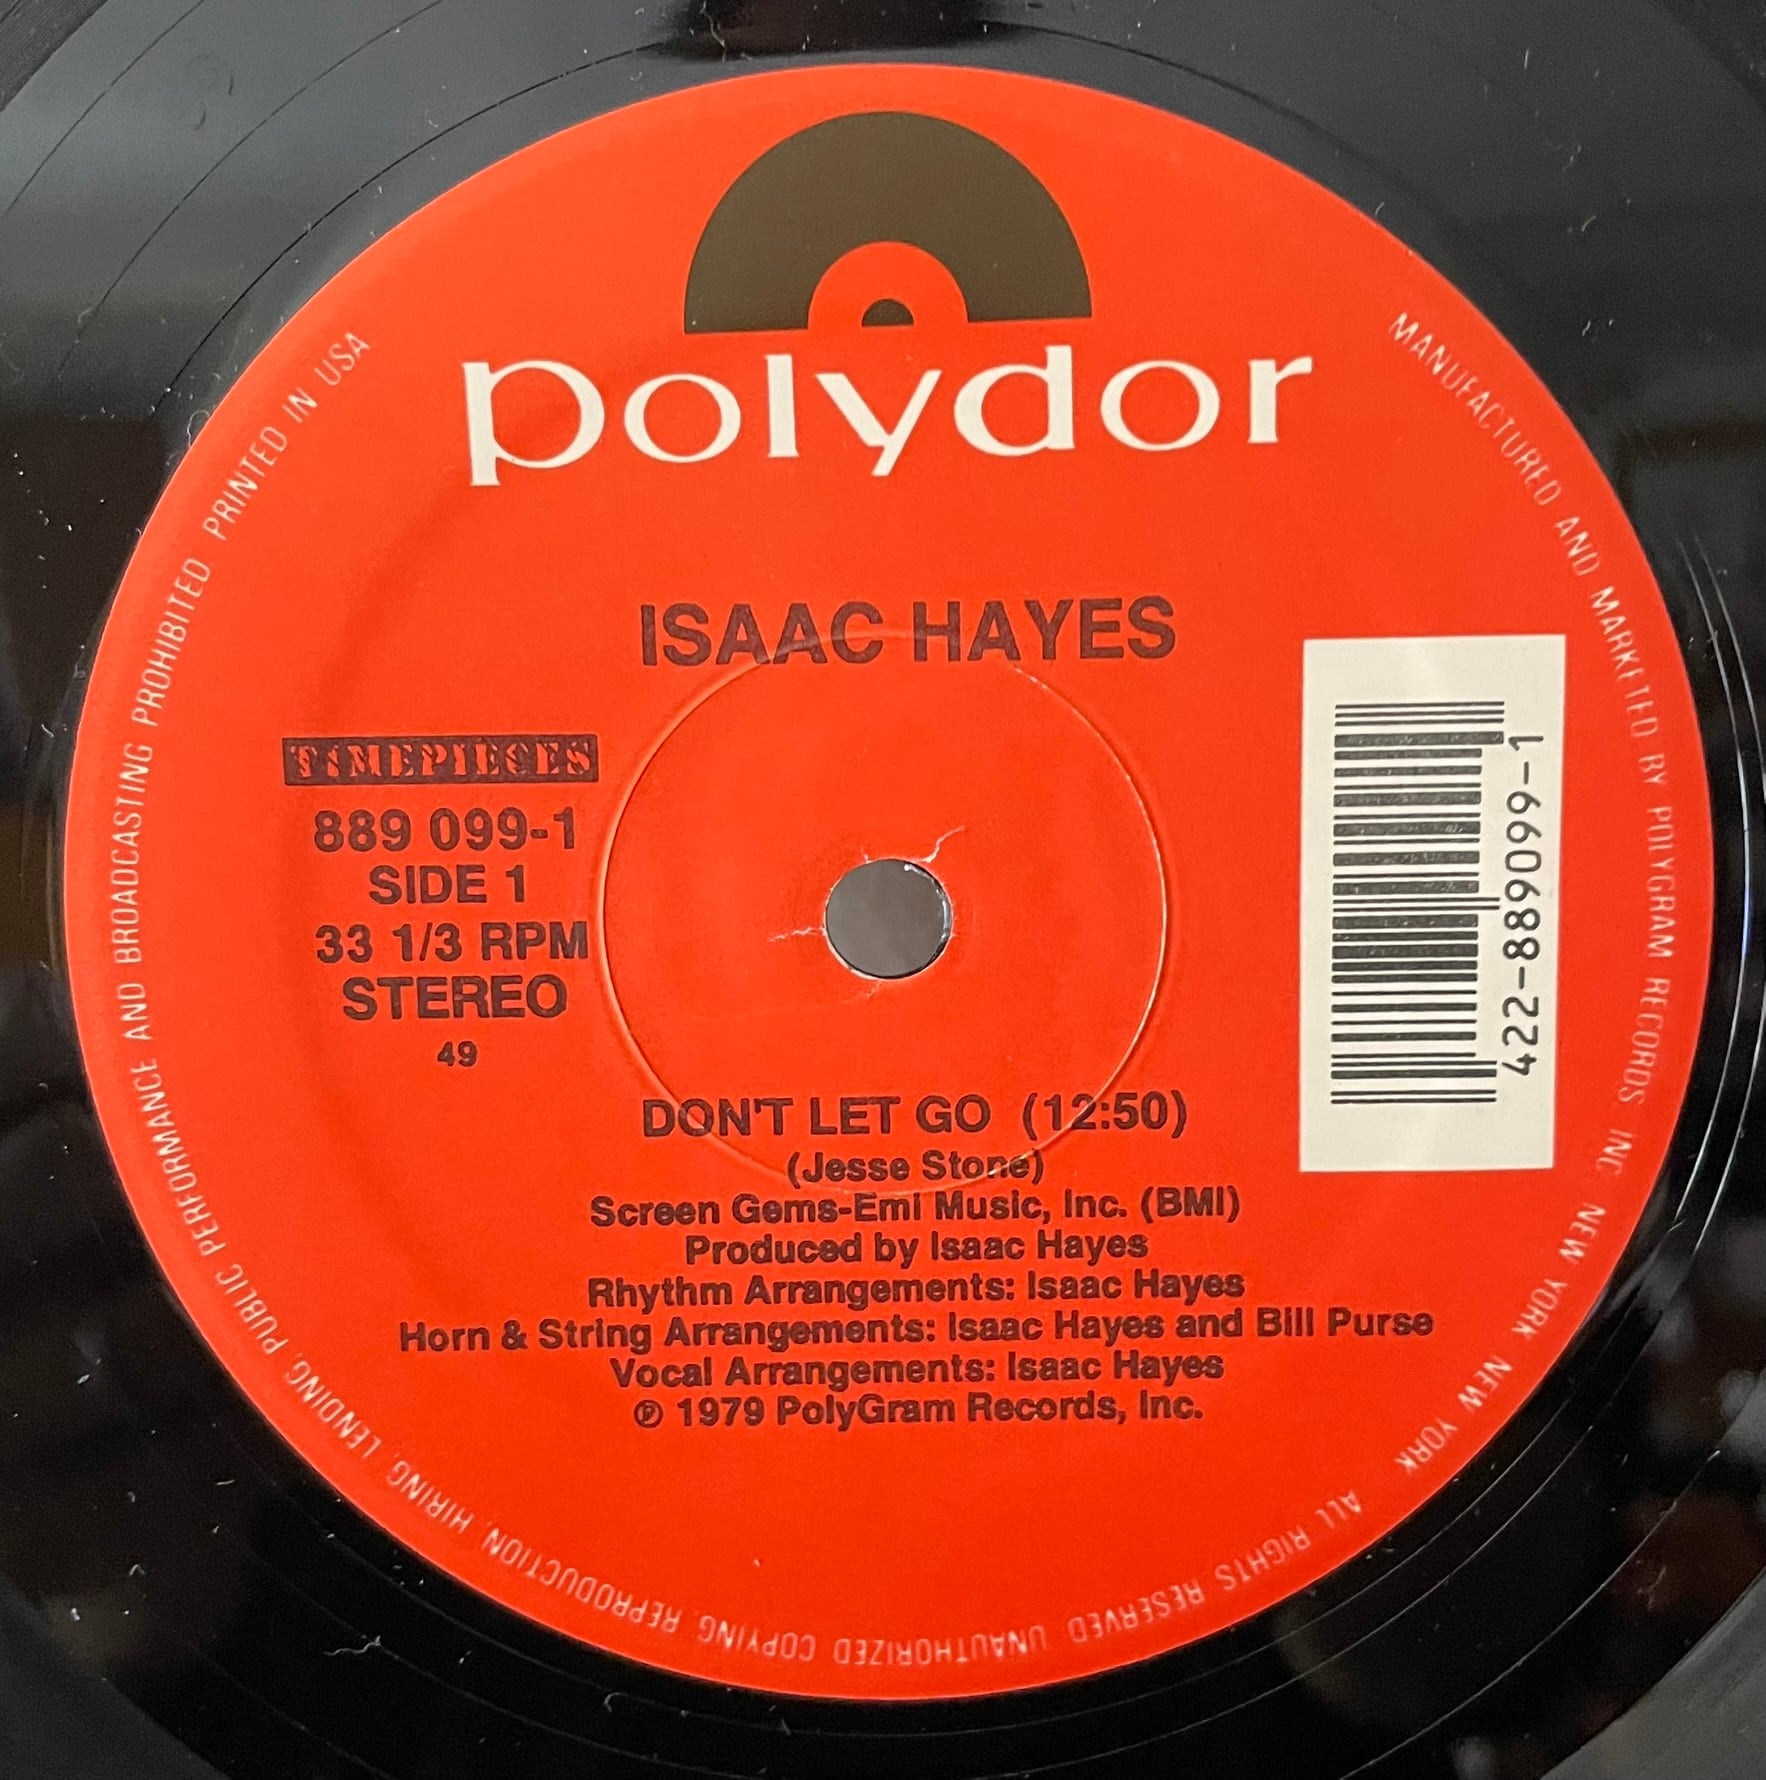 polydor
ISAAC HAYES
TIMEPIECES
889 099-1
SIDE 1
33 1/3 RPM
STEREO
49
422-889099-1
DON'T LET GO (12:50)
(Jesse Stone)
Screen Gems-Emi Music, Inc. (BMI)
Produced by Isaac Hayes
Rhythm Arrangements: Isaac Hayes
Horn & String Arrangements: Isaac Hayes and Bill Purse
Vocal Arrangements: Isaac Hayes
℗ 1979 PolyGram Records, Inc.
MANUFACTURED AND MARKETED BY POLYGRAM RECORDS, INC. NEW YORK, NEW YORK
ALL RIGHTS RESERVED UNAUTHORIZED COPYING, REPRODUCTION, HIRING, LENDING, PUBLIC PERFORMANCE AND BROADCASTING PROHIBITED PRINTED IN USA